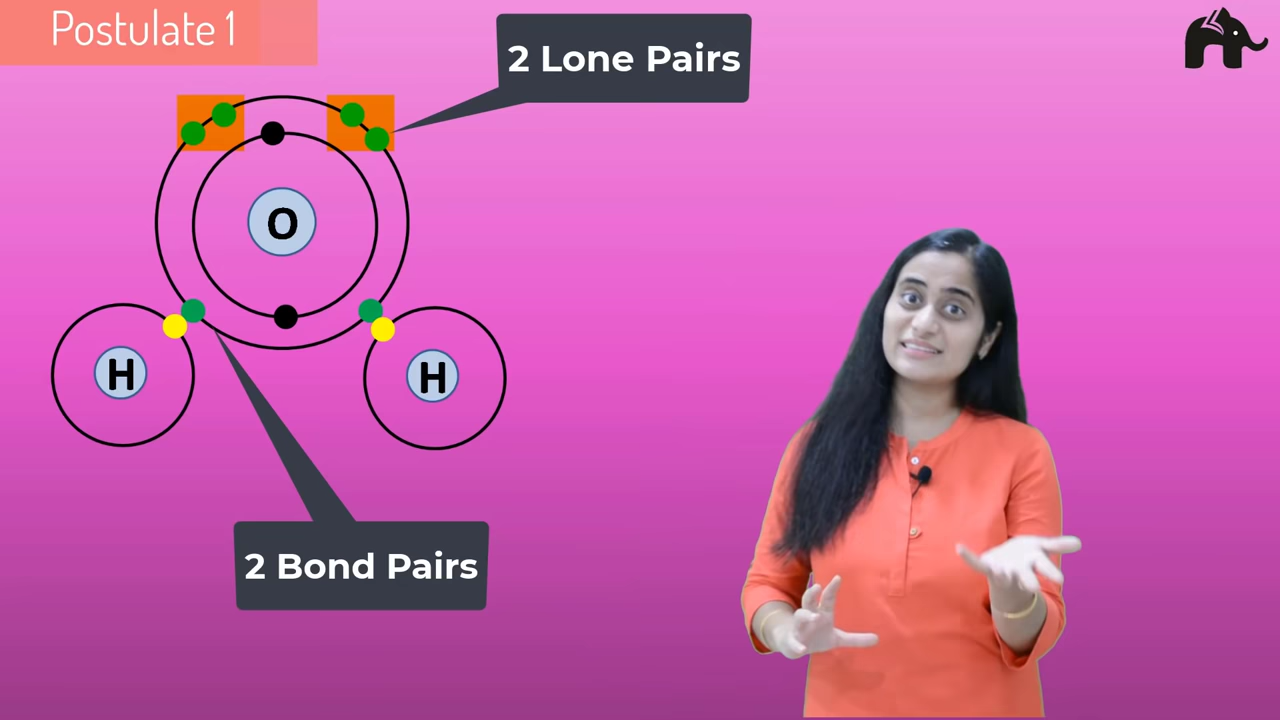 Postulate 1
2 Lone Pairs
O
H
H
2 Bond Pairs